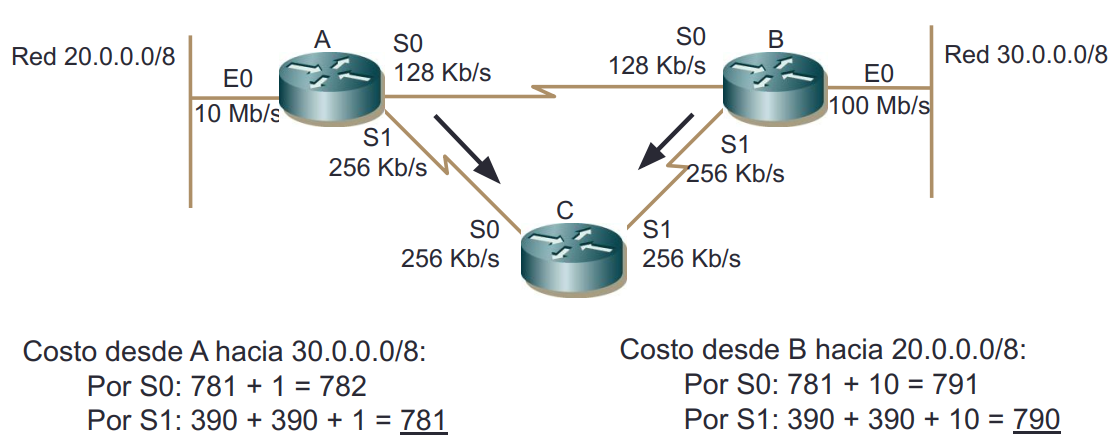 Red 20.0.0.0/8
E0
10 Mb/s
A
S0
128 Kb/s
S1
256 Kb/s
S0
128 Kb/s
B
E0
100 Mb/s
Red 30.0.0.0/8
S1
256 Kb/s
C
S0
256 Kb/s
S1
256 Kb/s
Costo desde A hacia 30.0.0.0/8:
Por S0: 781 + 1 = 782
Por S1: 390 + 390 + 1 = 781
Costo desde B hacia 20.0.0.0/8:
Por S0: 781 + 10 = 791
Por S1: 390 + 390 + 10 = 790